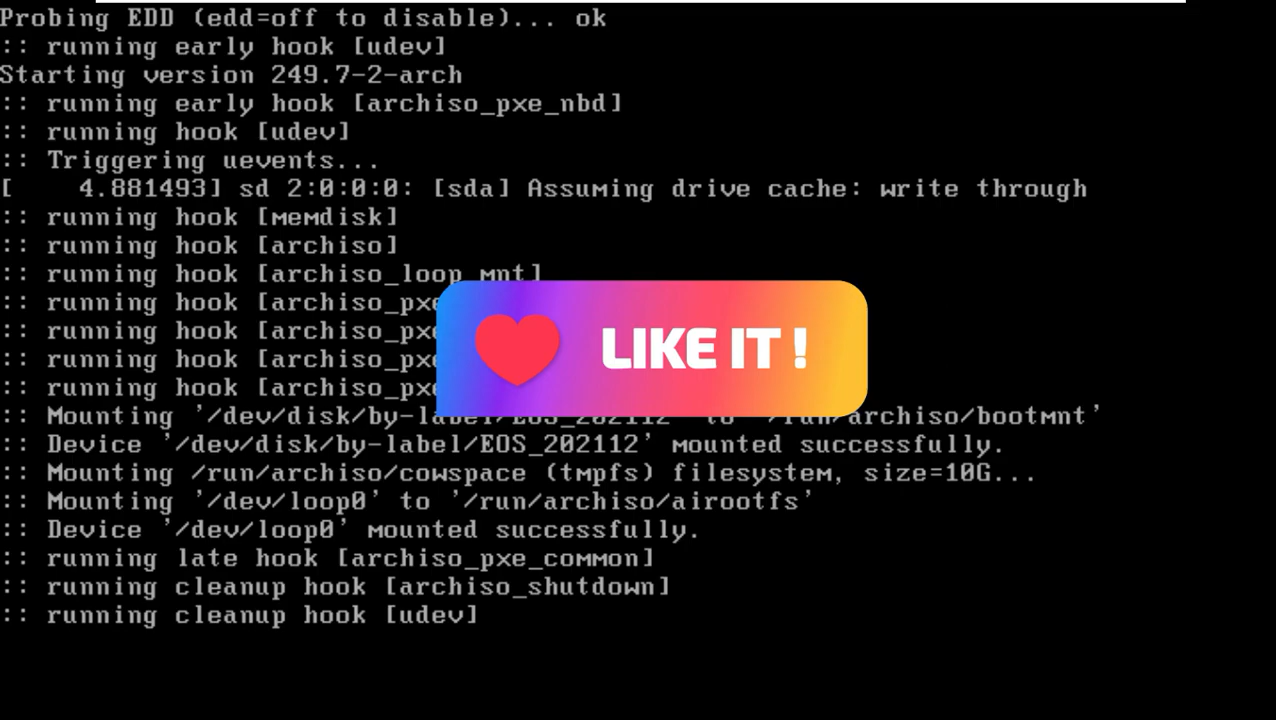 Probing EDD (edd=off to disable)... ok
:: running early hook [udev]
Starting version 249.7-2-arch
:: running early hook [archiso_pxe_nbd]
:: running hook [udev]
:: Triggering uevents...
[    4.881493] sd 2:0:0:0: [sda] Assuming drive cache: write through
:: running hook [memdisk]
:: running hook [archiso]
:: running hook [archiso_loop_mnt]
:: running hook [archiso_pxe
:: running hook [archiso_pxe
:: running hook [archiso_pxe
:: running hook [archiso_pxe
LIKE IT !
:: Mounting '/dev/disk/by-label/EOS_202112' to '/run/archiso/bootmnt'
:: Device '/dev/disk/by-label/EOS_202112' mounted successfully.
:: Mounting /run/archiso/cowspace (tmpfs) filesystem, size=10G...
:: Mounting '/dev/loop0' to '/run/archiso/airootfs'
:: Device '/dev/loop0' mounted successfully.
:: running late hook [archiso_pxe_common]
:: running cleanup hook [archiso_shutdown]
:: running cleanup hook [udev]